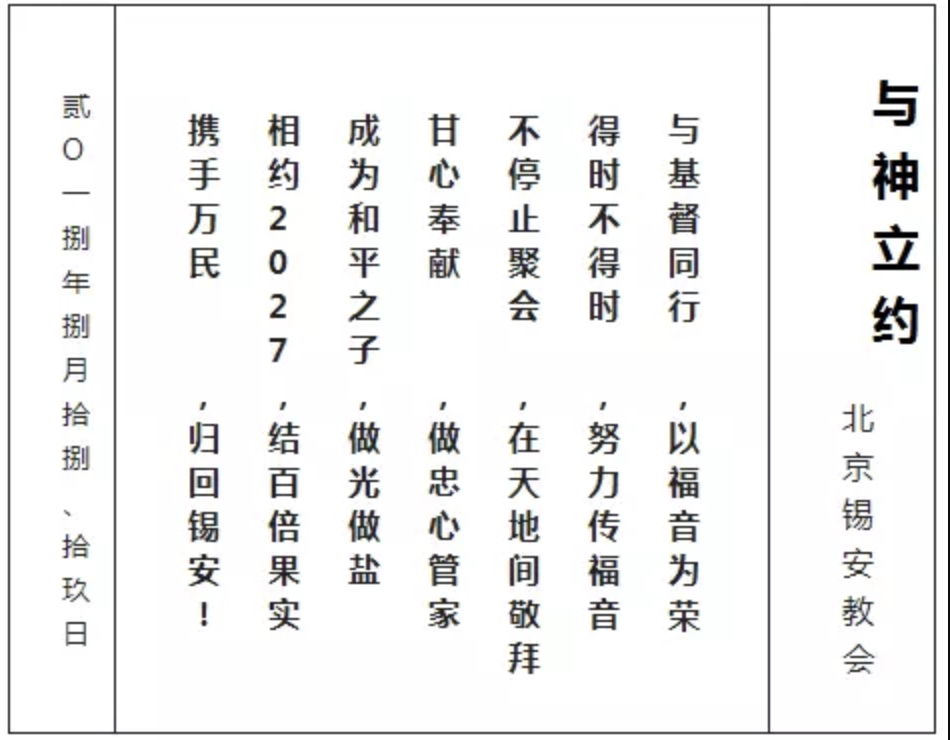 与神立约
北京锡安教会
与基督同行,以福音为荣
得时不得时,努力传福音
不停止聚会,在天地间敬拜
甘心奉献,做忠心管家
成为和平之子,做光做盐
相约2027,结百倍果实
携手万民,归回锡安!
贰O一捌年捌月拾捌、拾玖日